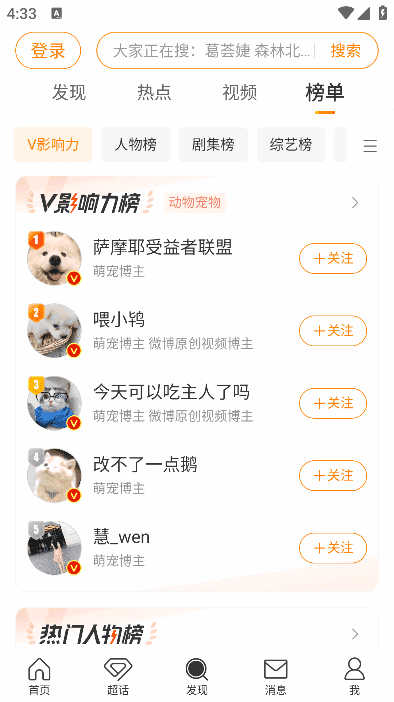 4:33 A
登录 大家正在搜：葛荟婕 森林北... 搜索
发现 热点 视频 榜单
V影响力 人物榜 剧集榜 综艺榜
V影响力榜 动物宠物
1
萨摩耶受益者联盟
萌宠博主
+关注
2
喂小鸨
萌宠博主 微博原创视频博主
+关注
3
今天可以吃主人了吗
萌宠博主 微博原创视频博主
+关注
4
改不了一点鹅
萌宠博主
+关注
5
慧_wen
萌宠博主
+关注
热门人物榜
首页 超话 发现 消息 我